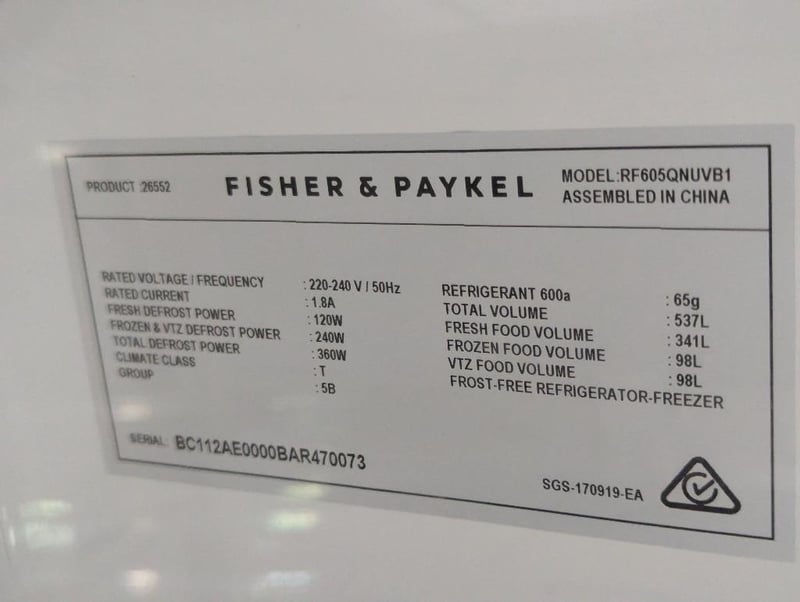 PRODUCT :26552
FISHER & PAYKEL
MODEL:RF605QNUVB1
ASSEMBLED IN CHINA
RATED VOLTAGE / FREQUENCY : 220-240 V / 50Hz
RATED CURRENT : 1.8A
FRESH DEFROST POWER : 120W
FROZEN & VTZ DEFROST POWER : 240W
TOTAL DEFROST POWER : 360W
CLIMATE CLASS : T
GROUP : 5B
REFRIGERANT 600a : 65g
TOTAL VOLUME : 537L
FRESH FOOD VOLUME : 341L
FROZEN FOOD VOLUME : 98L
VTZ FOOD VOLUME : 98L
FROST-FREE REFRIGERATOR-FREEZER
SERIAL: BC112AE0000BAR470073
SGS-170919-EA